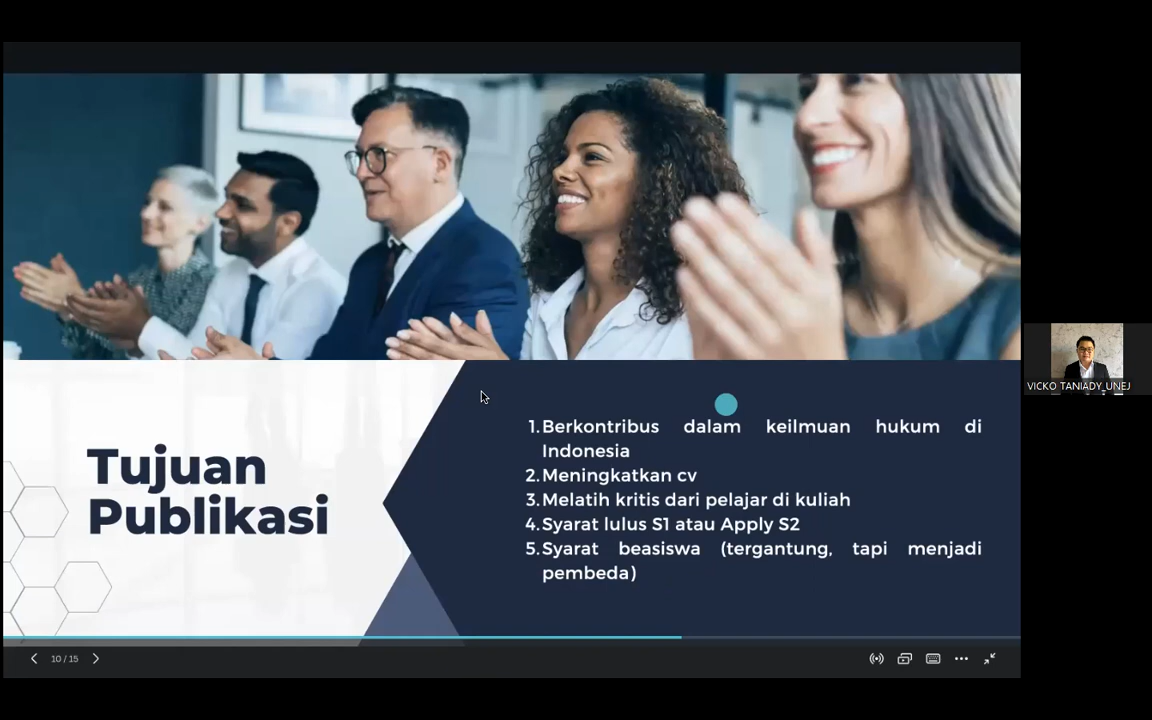 Tujuan
Publikasi
1. Berkontribus dalam keilmuan hukum di
Indonesia
2. Meningkatkan cv
3. Melatih kritis dari pelajar di kuliah
4. Syarat lulus S1 atau Apply S2
5. Syarat beasiswa (tergantung, tapi menjadi
pembeda)
VICKO TANIADY_UNEJ
10 / 15